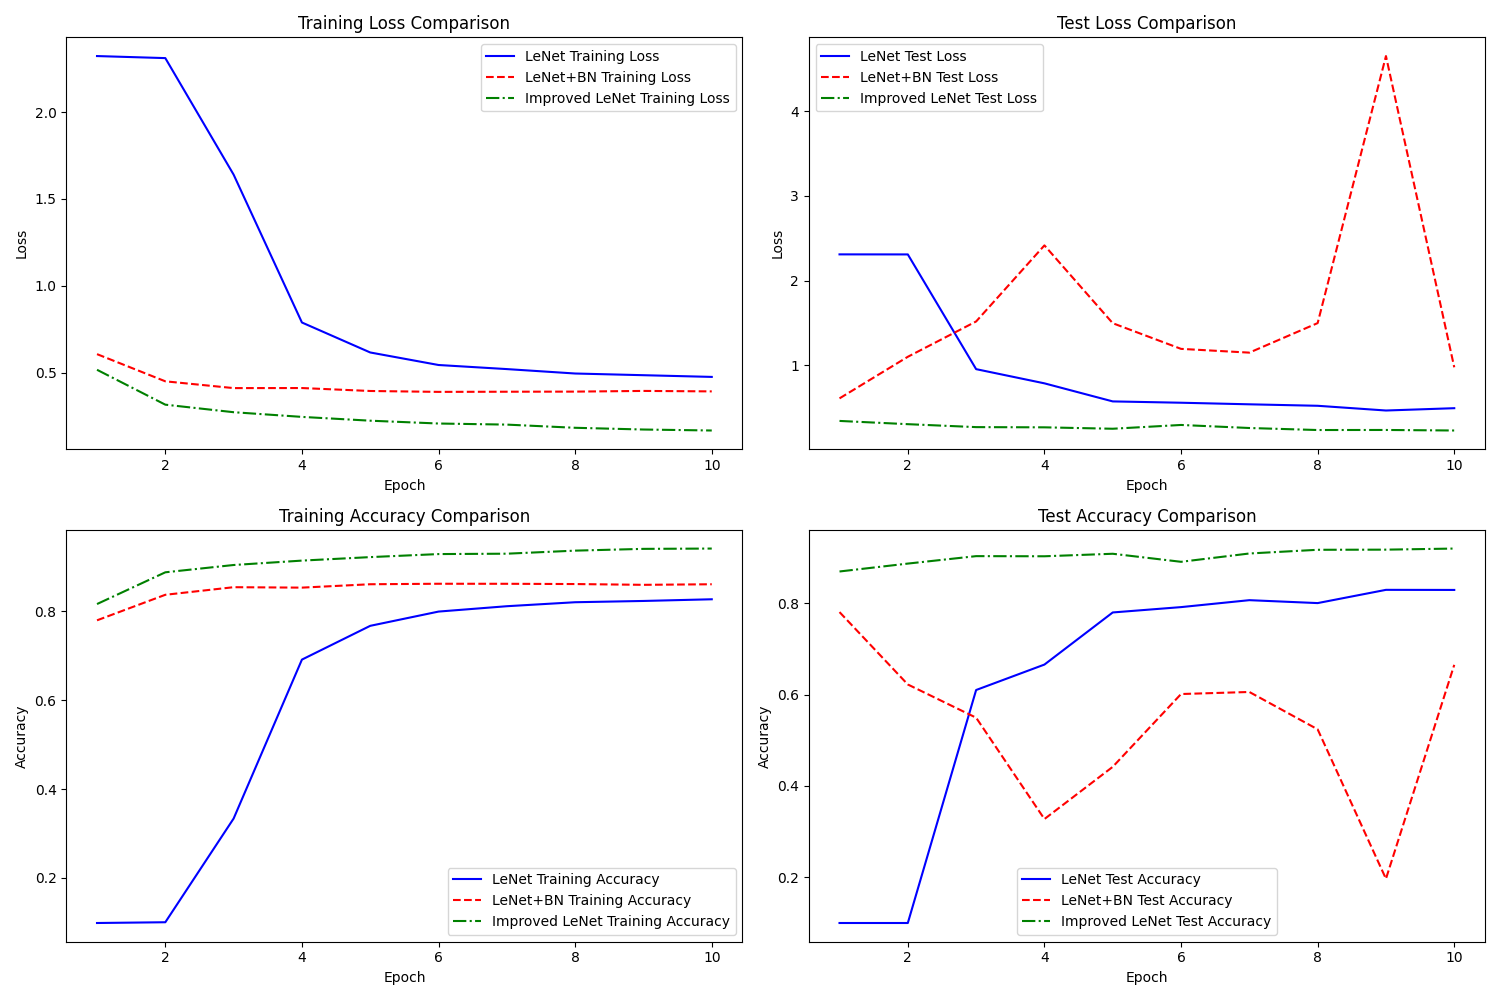 Training Loss Comparison
LeNet Training Loss
LeNet+BN Training Loss
Improved LeNet Training Loss
2.0
1.5
1.0
0.5
Loss
2 4 6 8 10
Epoch
Test Loss Comparison
LeNet Test Loss
LeNet+BN Test Loss
Improved LeNet Test Loss
4
3
2
1
Loss
2 4 6 8 10
Epoch
Training Accuracy Comparison
0.8
0.6
0.4
0.2
Accuracy
LeNet Training Accuracy
LeNet+BN Training Accuracy
Improved LeNet Training Accuracy
2 4 6 8 10
Epoch
Test Accuracy Comparison
0.8
0.6
0.4
0.2
Accuracy
LeNet Test Accuracy
LeNet+BN Test Accuracy
Improved LeNet Test Accuracy
2 4 6 8 10
Epoch